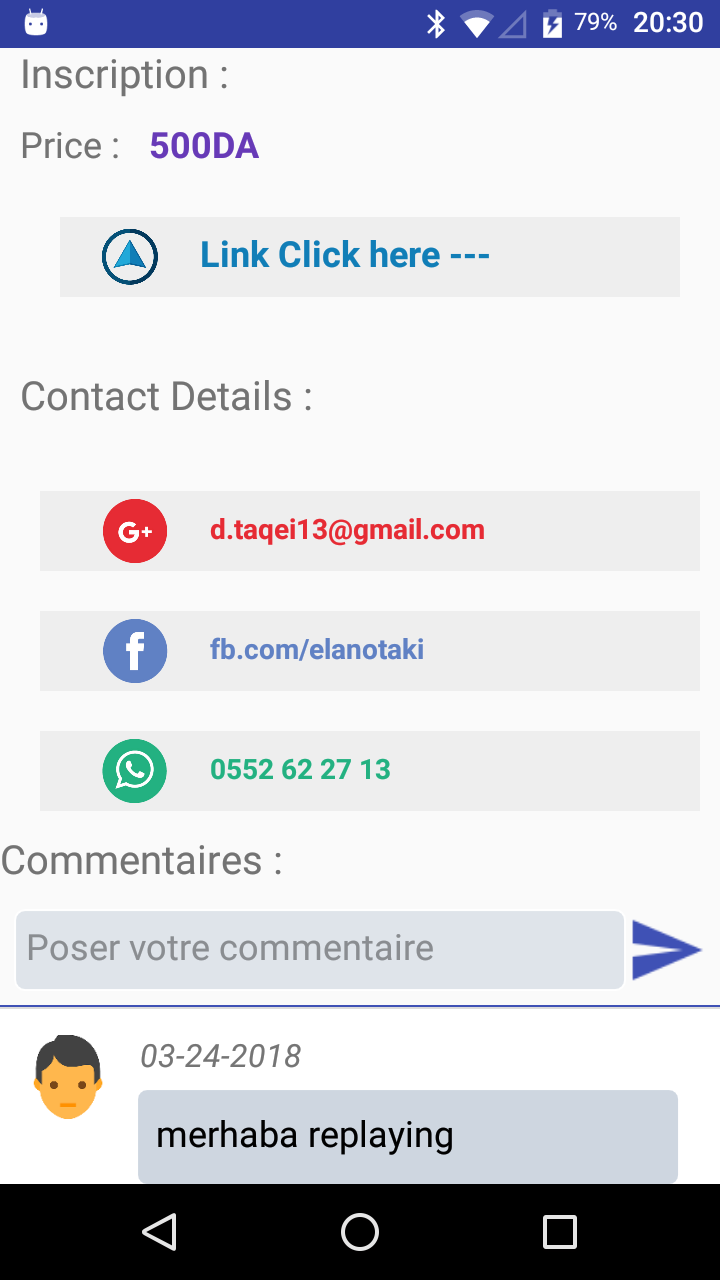 79% 20:30
Inscription :
Price : 500DA
Link Click here ---
Contact Details :
G+ d.taqei13@gmail.com
f fb.com/elanotaki
0552 62 27 13
Commentaires :
Poser votre commentaire
03-24-2018
merhaba replaying